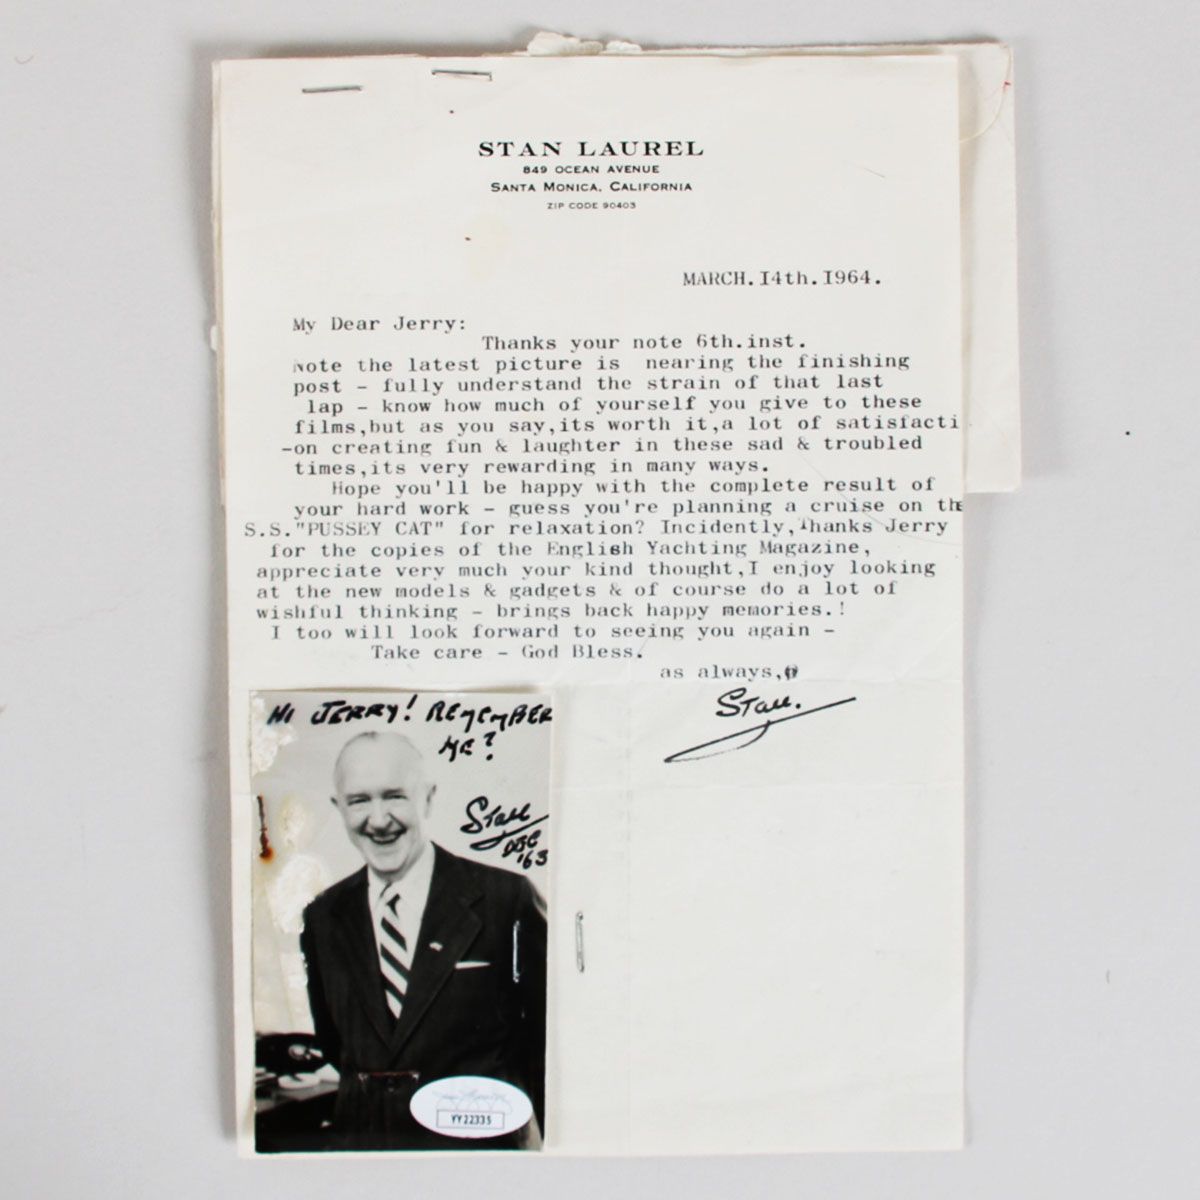 STAN LAUREL
849 OCEAN AVENUE
SANTA MONICA, CALIFORNIA
ZIP CODE 90403
MARCH.I4th.I964.
My Dear Jerry:
Thanks your note 6th.inst.
Note the latest picture is nearing the finishing
post - fully understand the strain of that last
lap - know how much of yourself you give to these
films,but as you say,its worth it,a lot of satisfacti
-on creating fun & laughter in these sad & troubled
times,its very rewarding in many ways.
Hope you'll be happy with the complete result of
your hard work - guess you're planning a cruise on the
S.S."PUSSEY CAT" for relaxation? Incidently,Thanks Jerry
for the copies of the English Yachting Magazine,
appreciate very much your kind thought,I enjoy looking
at the new models & gadgets & of course do a lot of
wishful thinking - brings back happy memories.!
I too will look forward to seeing you again -
Take care - God Bless.
as always,
Stan.
HI JERRY! REMEMBER
ME?
Stan
DEC
'63
YY22335